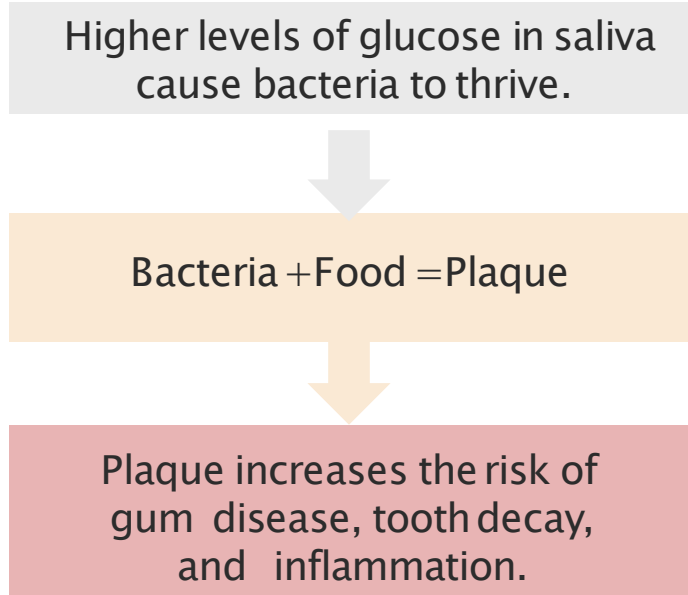 Higher levels of glucose in saliva
cause bacteria to thrive.
Bacteria +Food =Plaque
Plaque increases the risk of
gum disease, tooth decay,
and inflammation.